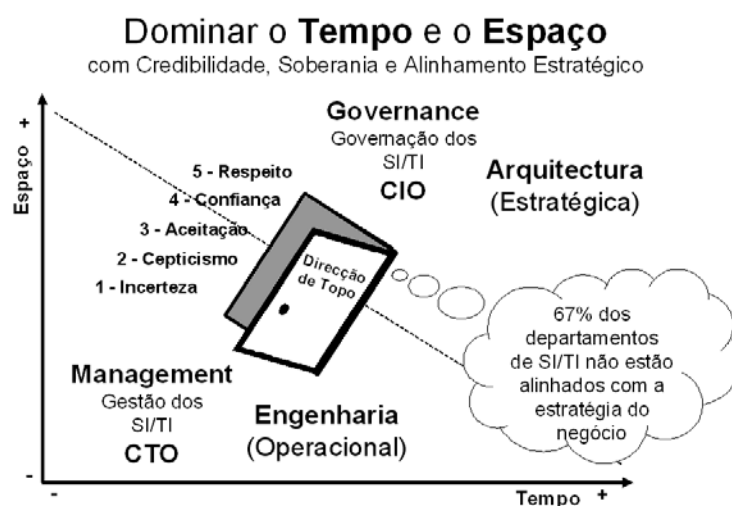 Dominar o Tempo e o Espaço
com Credibilidade, Soberania e Alinhamento Estratégico
Espaço
+
-
Governance
Governação dos
SI/TI
CIO
Arquitectura
(Estratégica)
5 - Respeito
4 - Confiança
3 - Aceitação
2 - Cepticismo
1 - Incerteza
Direcção
de Topo
67% dos
departamentos
de SI/TI não estão
alinhados com a
estratégia do
negócio
Management
Gestão dos
SI/TI
CTO
Engenharia
(Operacional)
-
Tempo
+